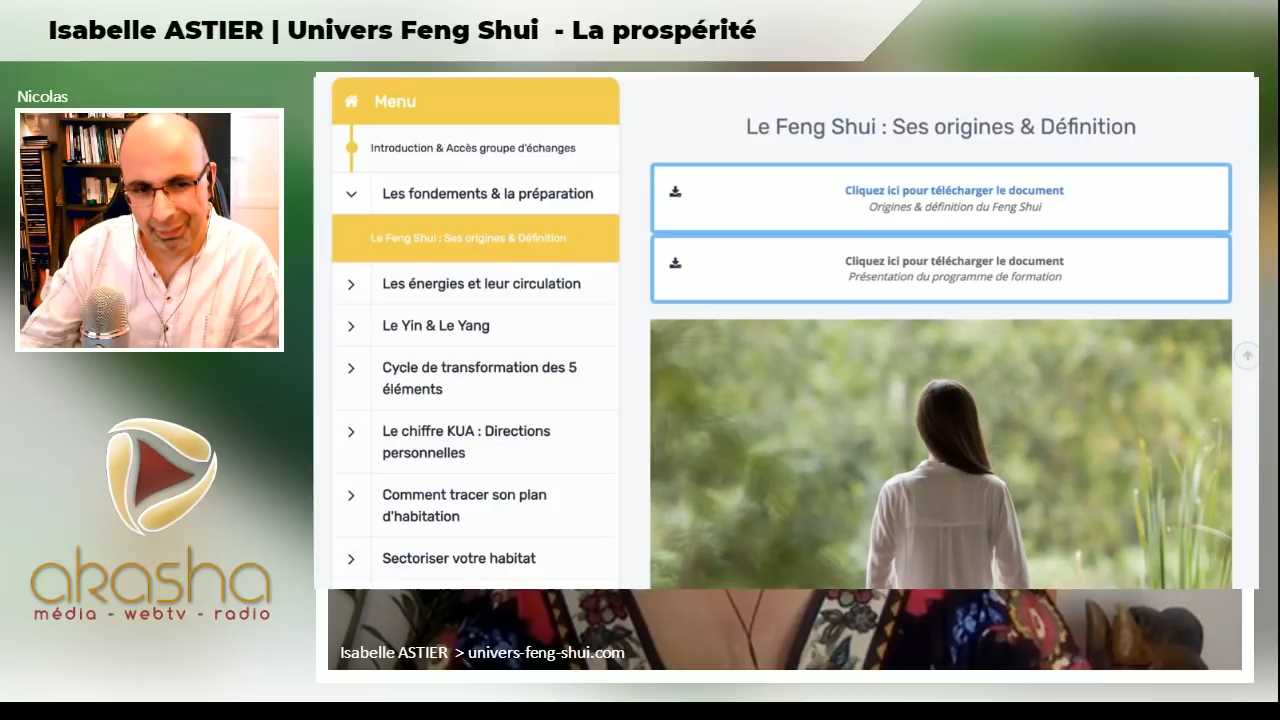 Isabelle ASTIER | Univers Feng Shui - La prospérité
Nicolas
Menu
Introduction & Accès groupe d'échanges
Les fondements & la préparation
Le Feng Shui : Ses origines & Définition
Les énergies et leur circulation
Le Yin & Le Yang
Cycle de transformation des 5
éléments
Le chiffre KUA : Directions
personnelles
Comment tracer son plan
d'habitation
Sectoriser votre habitat
Le Feng Shui : Ses origines & Définition
Cliquez ici pour télécharger le document
Origines & définition du Feng Shui
Cliquez ici pour télécharger le document
Présentation du programme de formation
akasha
média - webtv - radio
Isabelle ASTIER > univers-feng-shui.com